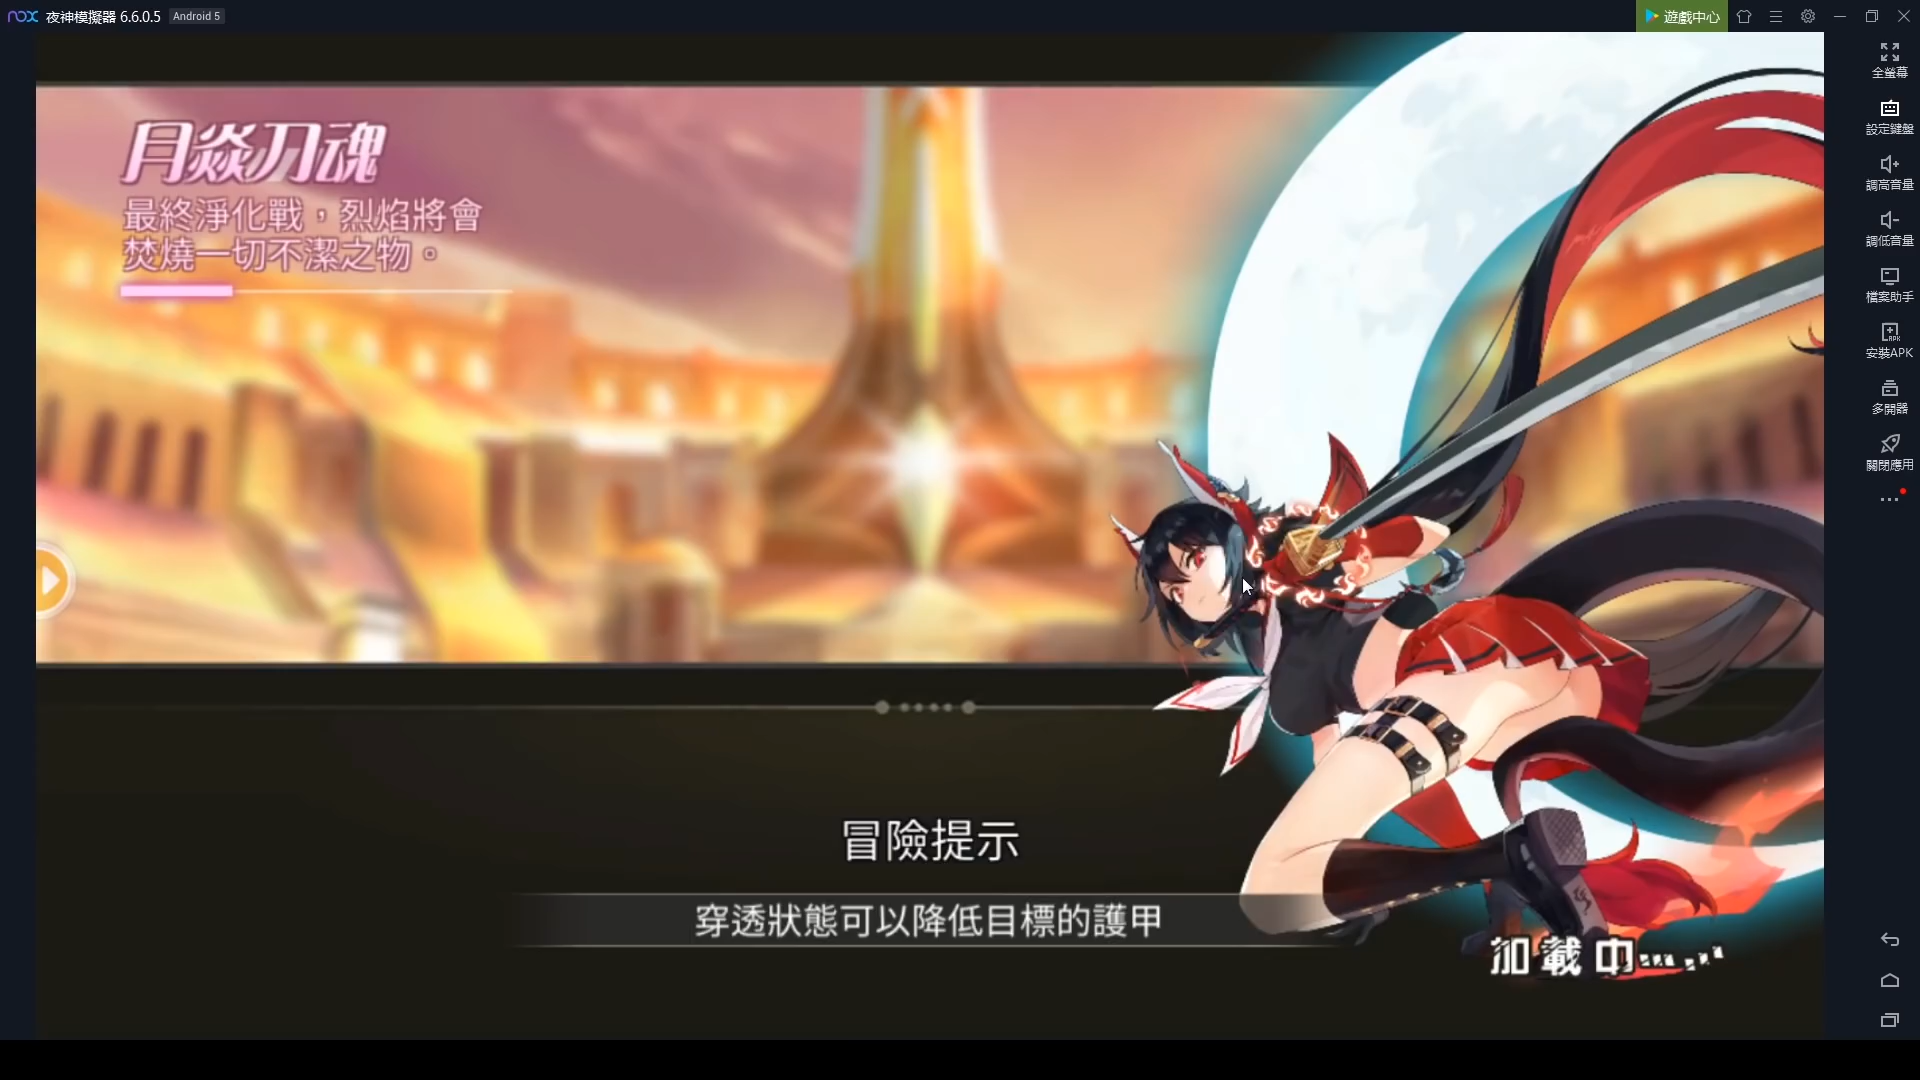 nox 夜神模擬器 6.6.0.5 Android 5
遊戲中心
全螢幕
設定鍵盤
調高音量
調低音量
檔案助手
安裝APK
多開器
關閉應用
月焱刀魂
最終淨化戰，烈焰將會
焚燒一切不潔之物。
冒險提示
穿透狀態可以降低目標的護甲
加載中......